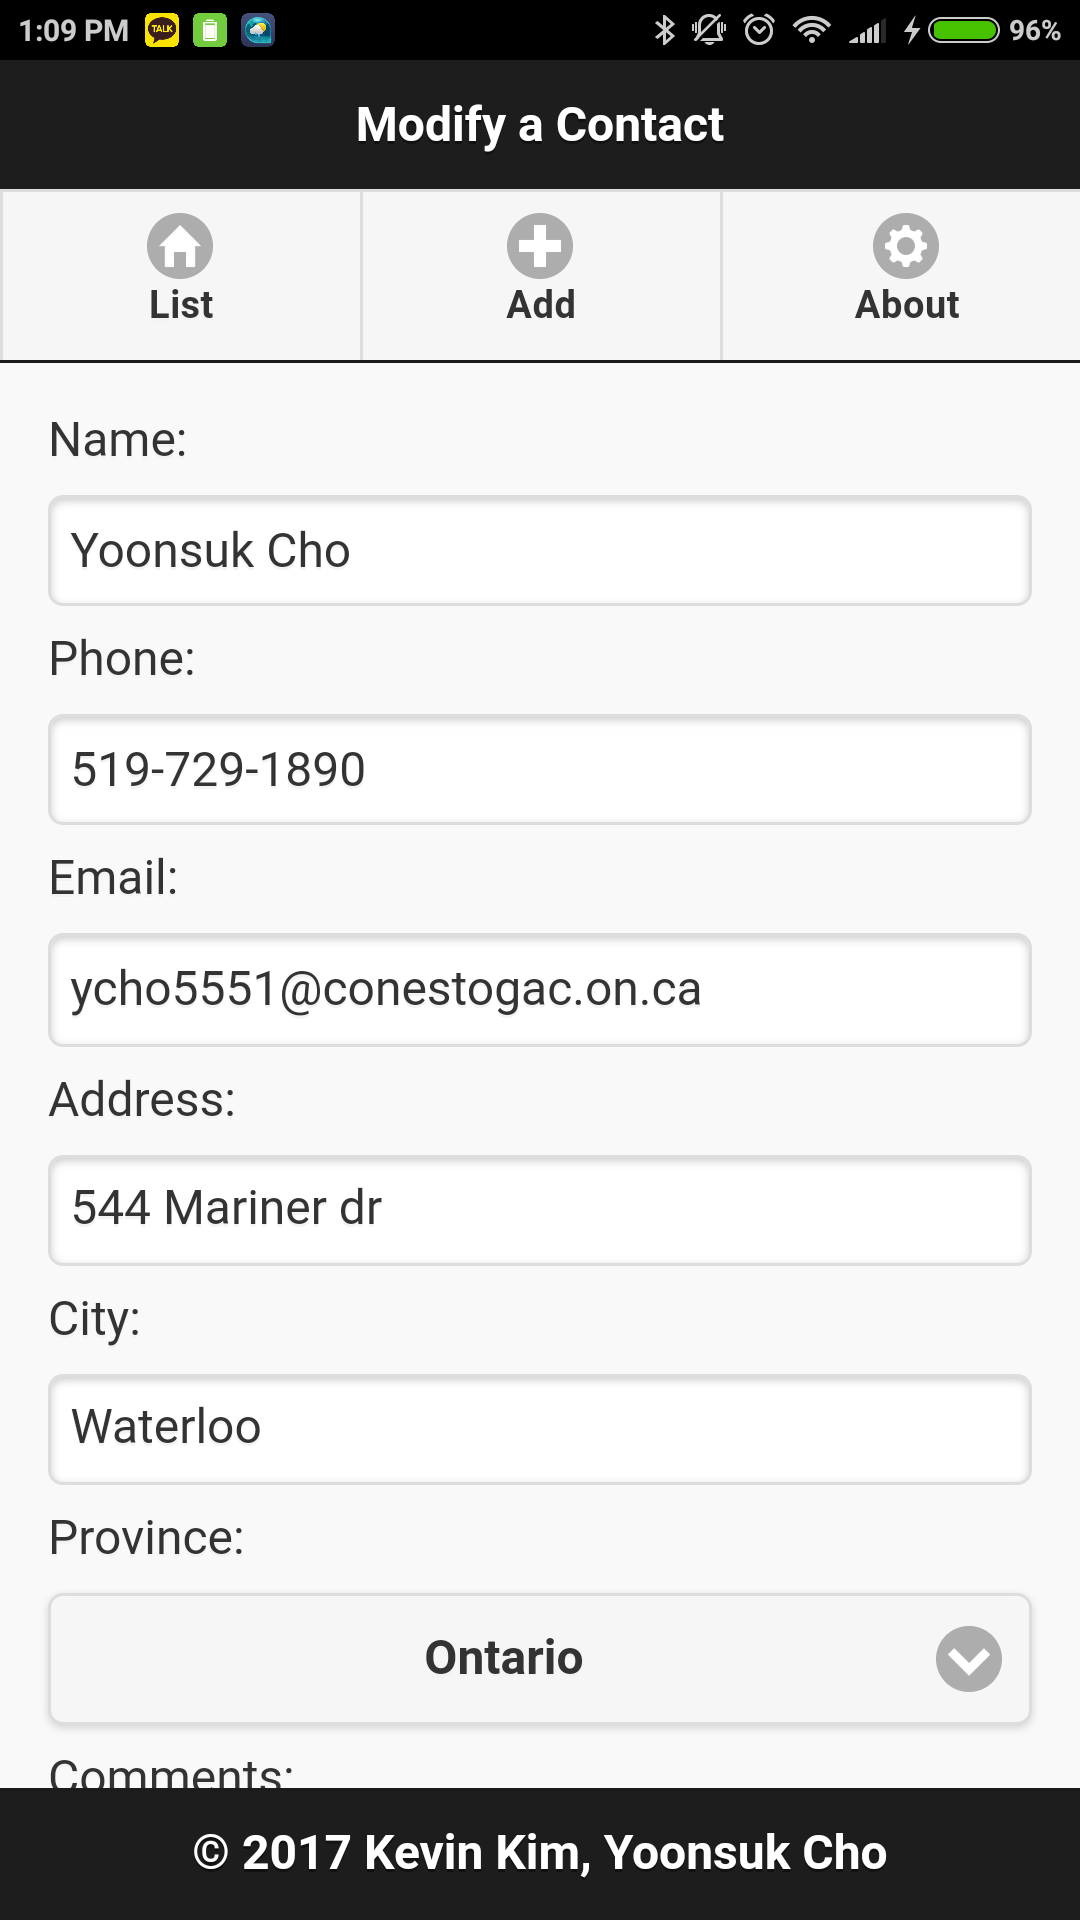 1:09 PM TALK 96%
Modify a Contact
List Add About
Name:
Yoonsuk Cho
Phone:
519-729-1890
Email:
ycho5551@conestogac.on.ca
Address:
544 Mariner dr
City:
Waterloo
Province:
Ontario
Comments:
© 2017 Kevin Kim, Yoonsuk Cho